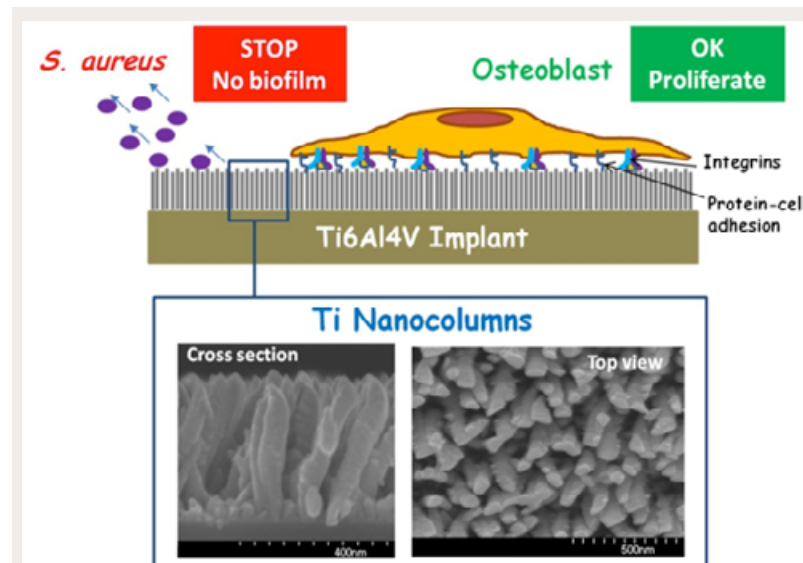 S. aureus
STOP
No biofilm
Osteoblast
OK
Proliferate
Integrins
Protein-cell
adhesion
Ti6Al4V Implant
Ti Nanocolumns
Cross section
Top view
400nm
500nm